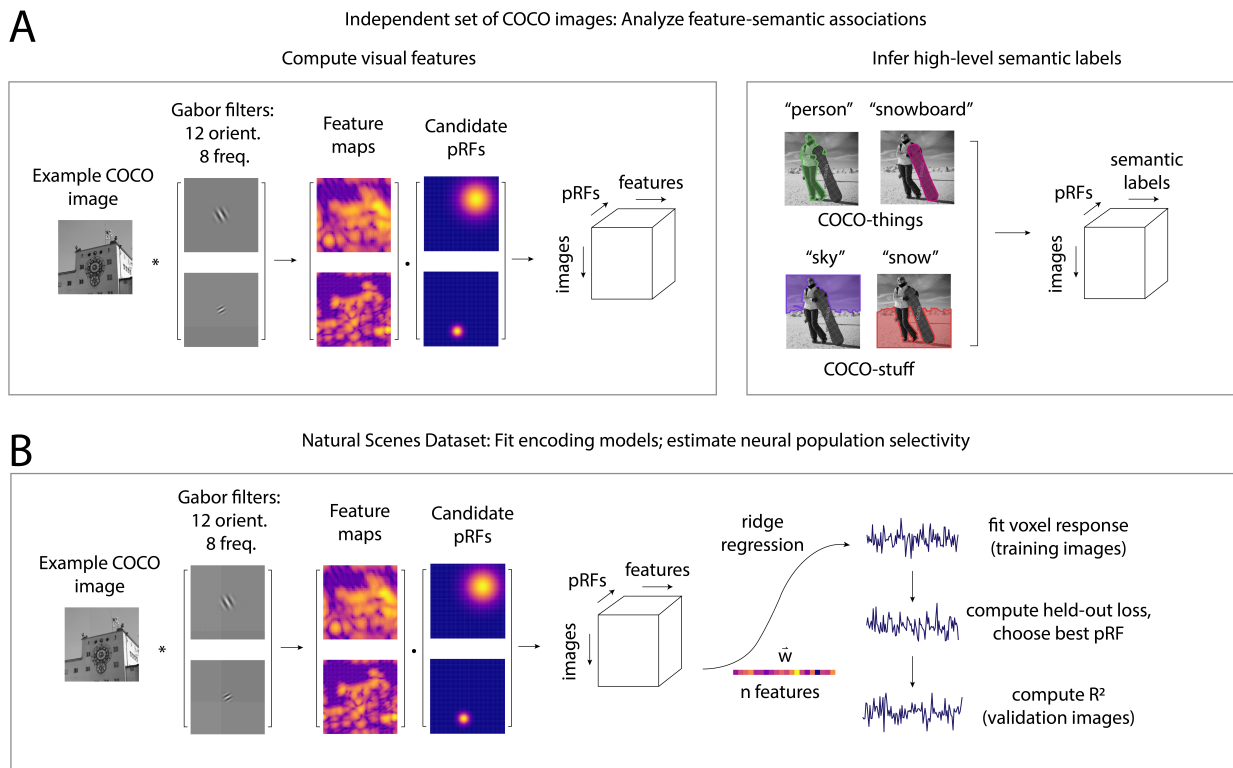 A
Independent set of COCO images: Analyze feature-semantic associations
Compute visual features
Gabor filters:
12 orient.
8 freq.
Feature
maps
Candidate
pRFs
Example COCO
image
*
pRFs
features
images
Infer high-level semantic labels
“person”
“snowboard”
COCO-things
“sky”
“snow”
COCO-stuff
pRFs
semantic
labels
images
B
Natural Scenes Dataset: Fit encoding models; estimate neural population selectivity
Gabor filters:
12 orient.
8 freq.
Feature
maps
Candidate
pRFs
Example COCO
image
*
pRFs
features
images
ridge
regression
w⃗
n features
fit voxel response
(training images)
compute held-out loss,
choose best pRF
compute R²
(validation images)